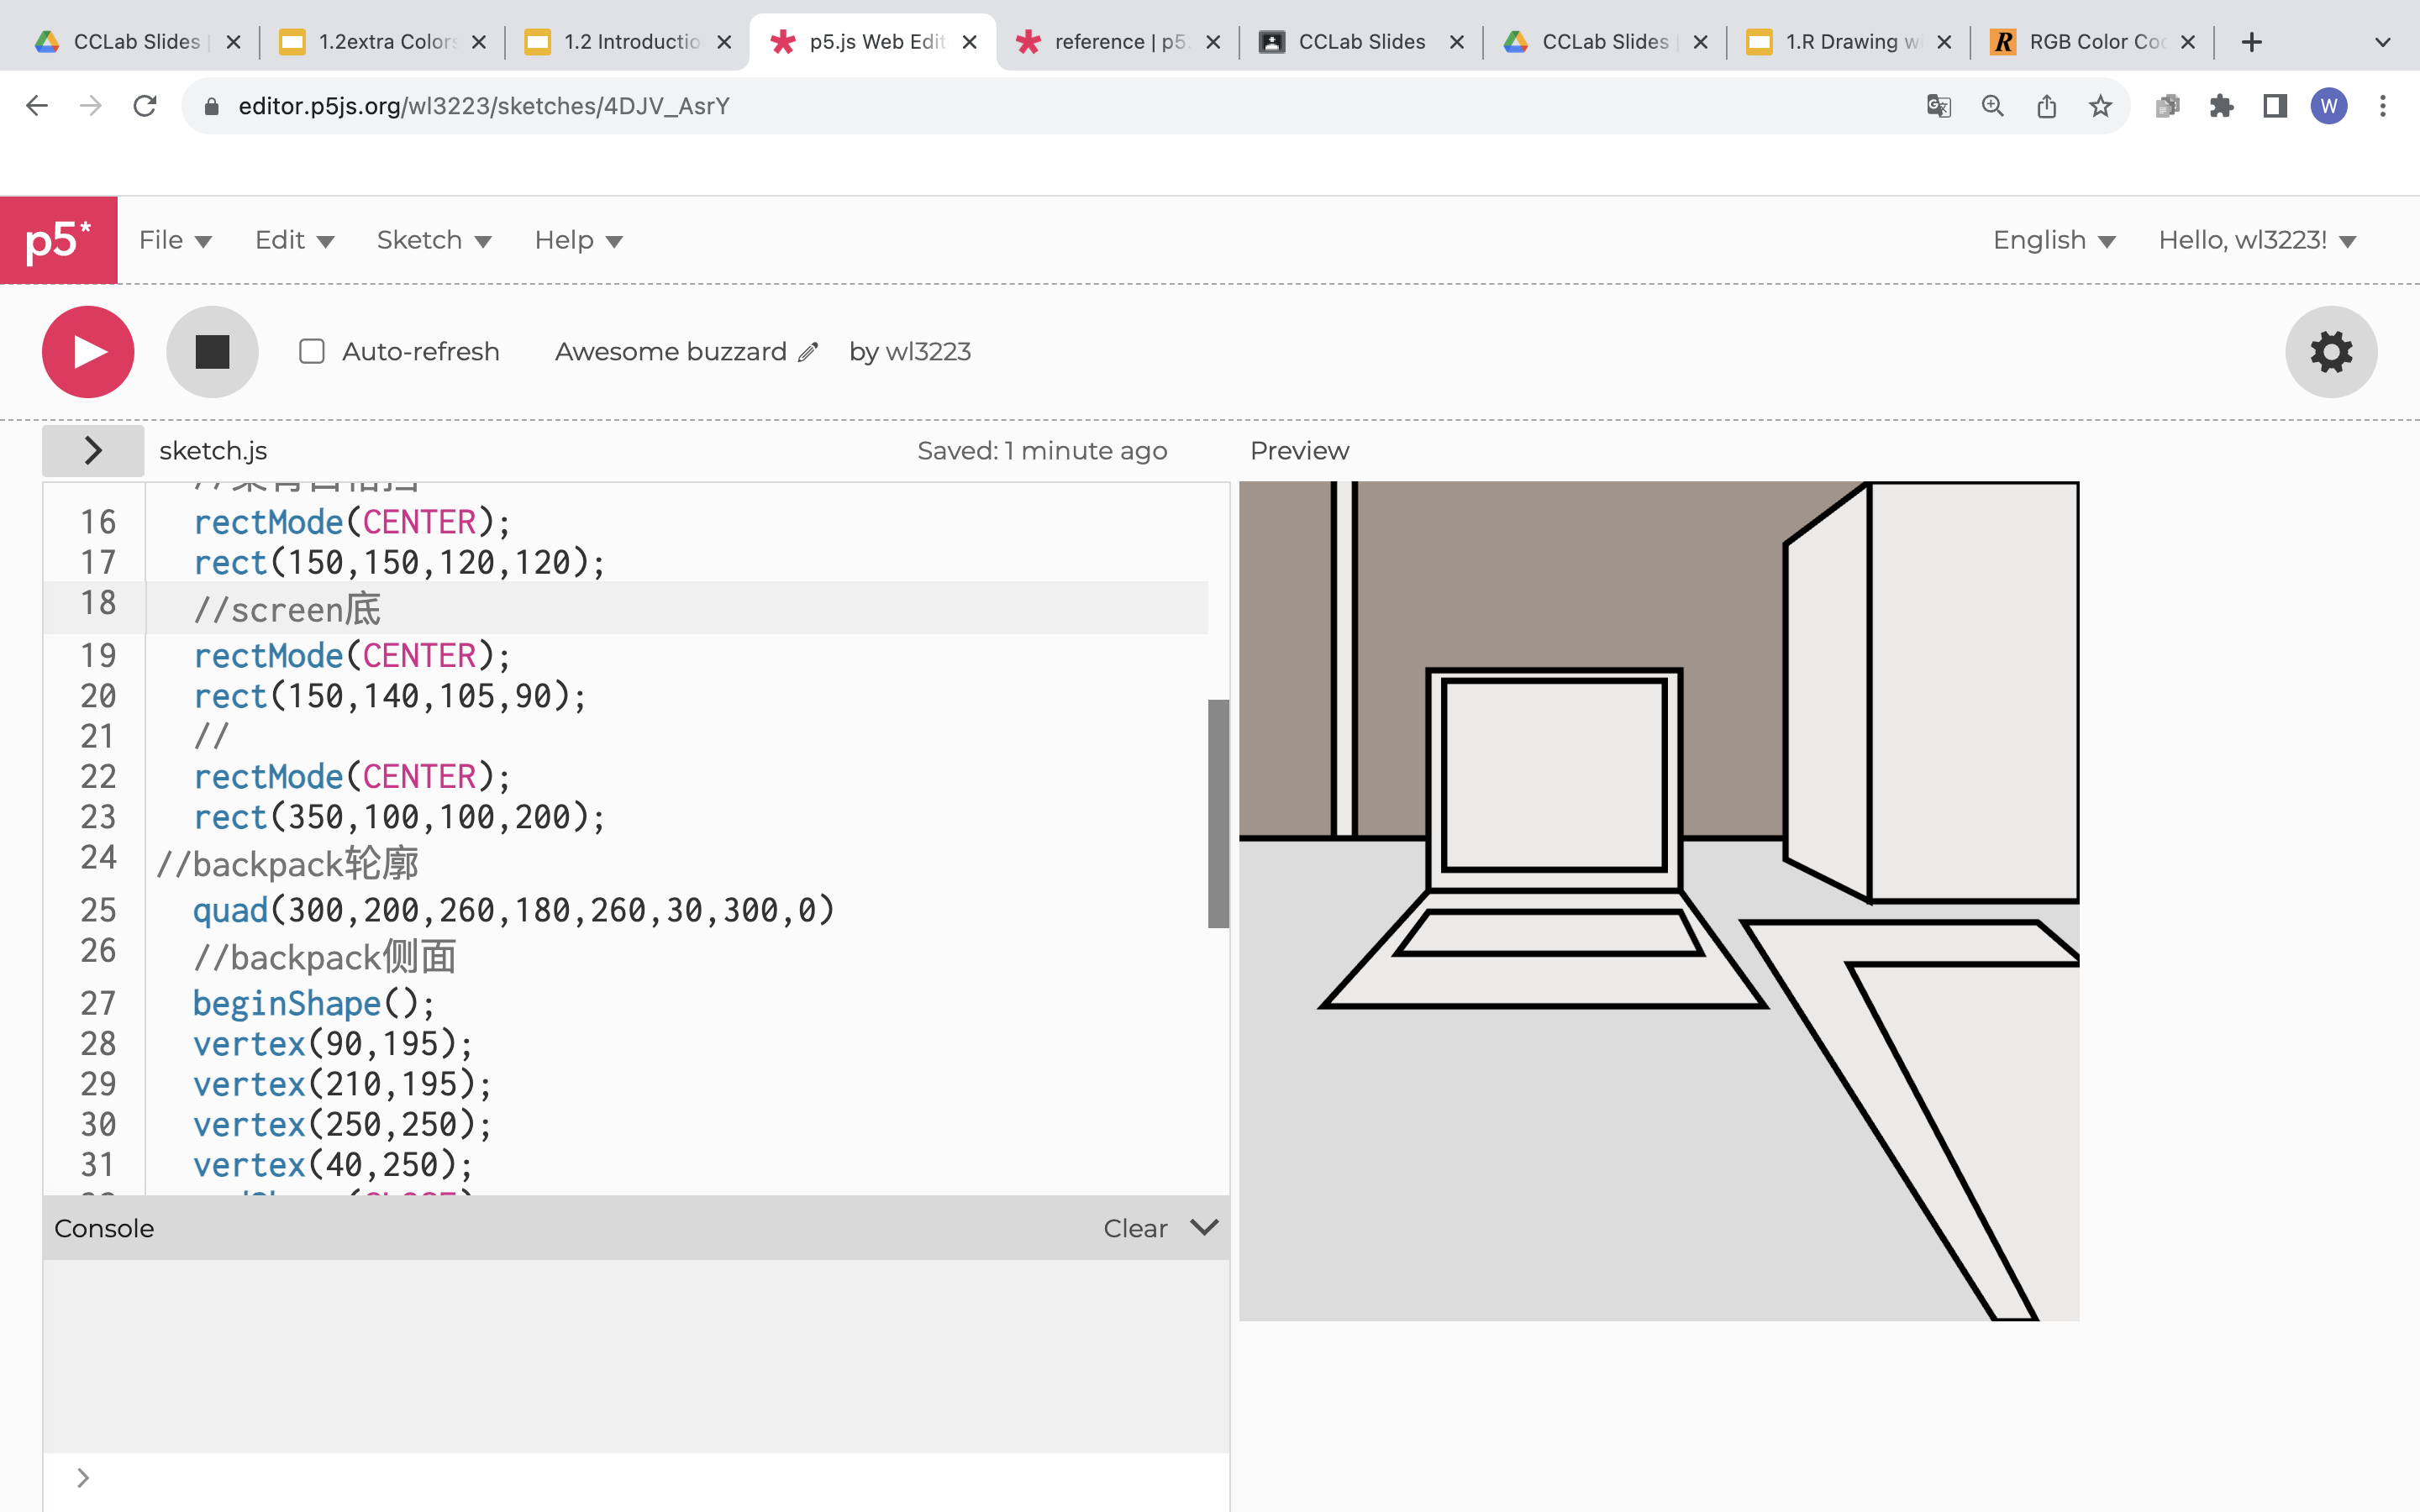 CCLab Slides
1.2extra Color
1.2 Introductio
p5.js Web Edit
reference | p5.
CCLab Slides
CCLab Slides
1.R Drawing w
RGB Color Co
editor.p5js.org/wl3223/sketches/4DJV_AsrY
W
p5*
File
Edit
Sketch
Help
English
Hello, wl3223!
Auto-refresh
Awesome buzzard
by wl3223
sketch.js
Saved: 1 minute ago
Preview
16 rectMode(CENTER);
17 rect(150,150,120,120);
18 //screen底
19 rectMode(CENTER);
20 rect(150,140,105,90);
21 //
22 rectMode(CENTER);
23 rect(350,100,100,200);
24 //backpack轮廓
25 quad(300,200,260,180,260,30,300,0)
26 //backpack侧面
27 beginShape();
28 vertex(90,195);
29 vertex(210,195);
30 vertex(250,250);
31 vertex(40,250);
Console
Clear